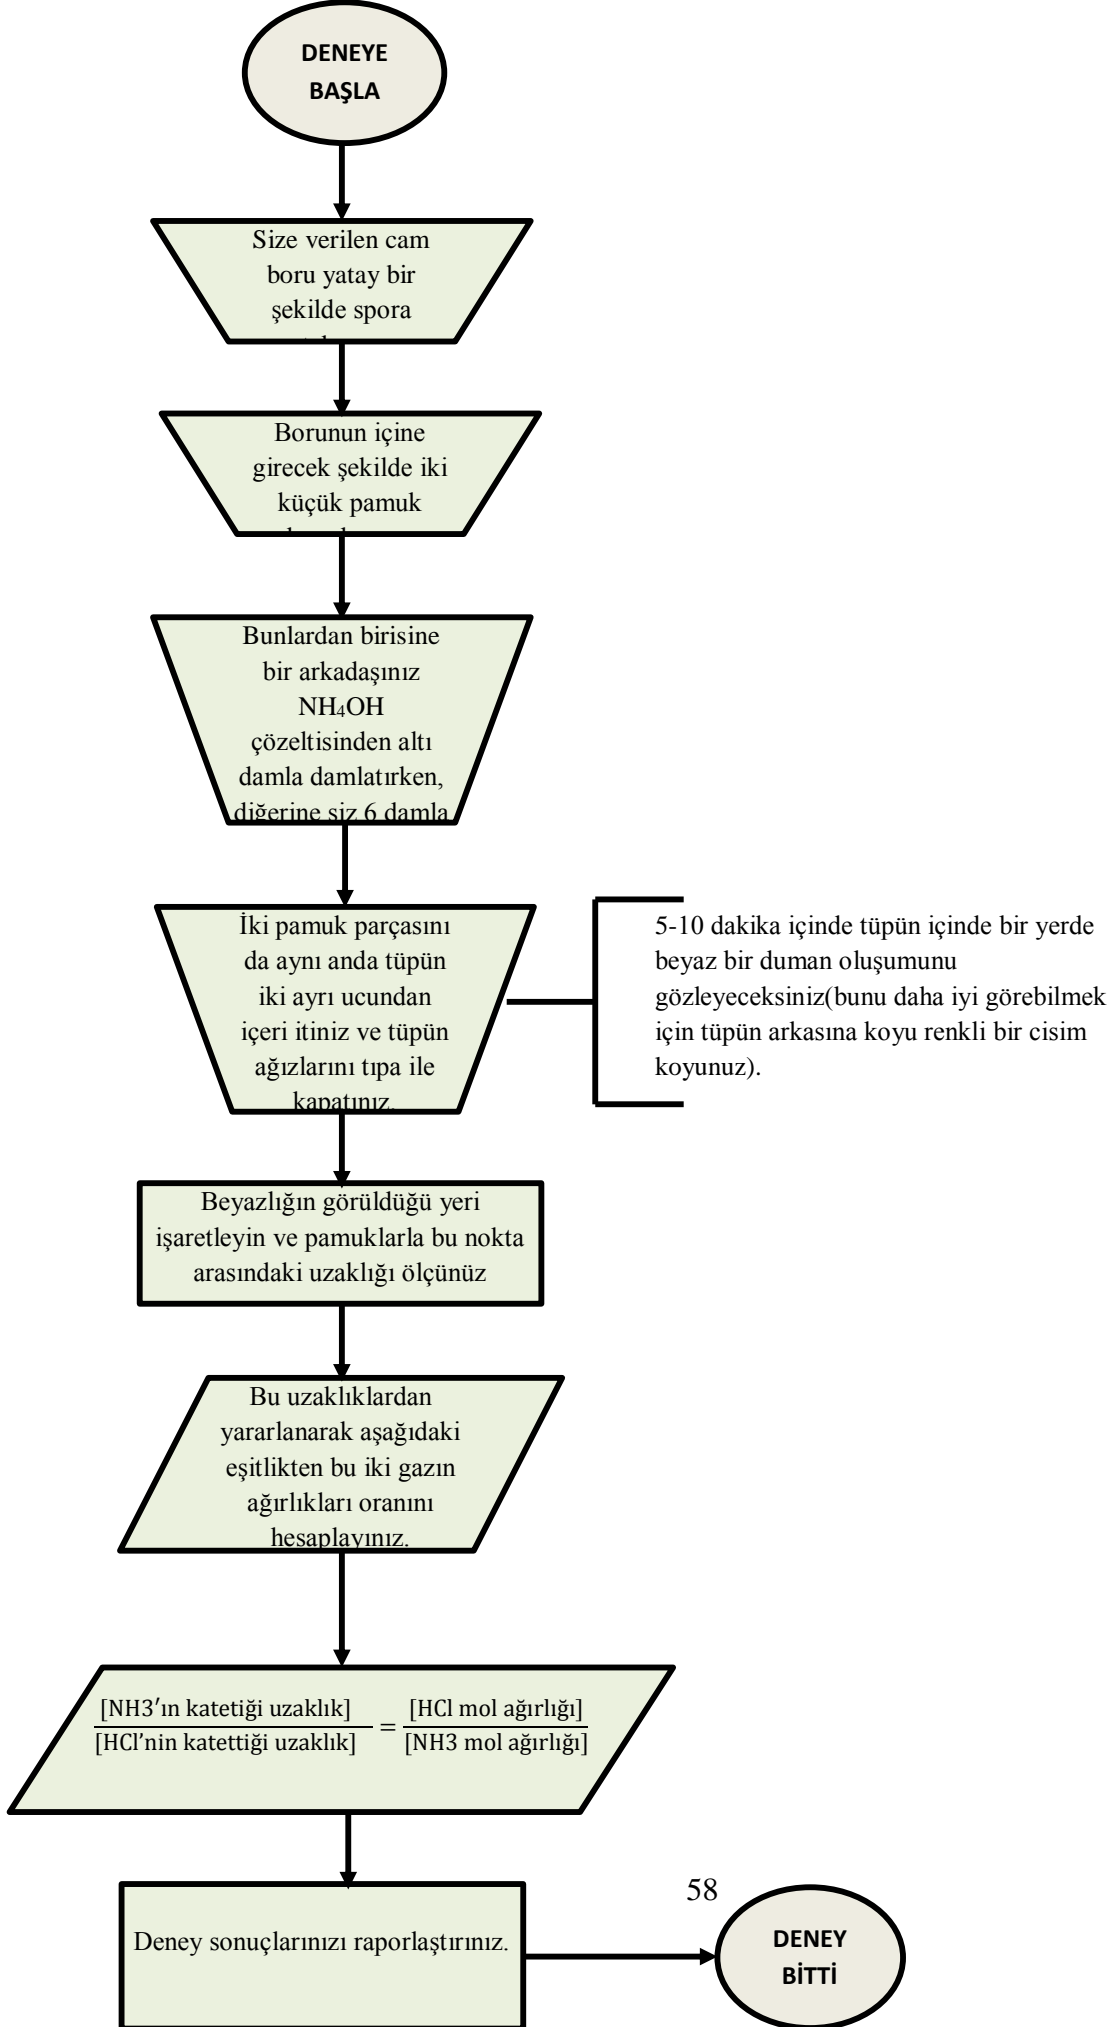 DENEYE
BAŞLA
Size verilen cam
boru yatay bir
şekilde spora
Borunun içine
girecek şekilde iki
küçük pamuk
Bunlardan birisine
bir arkadaşınız
NH₄OH
çözeltisinden altı
damla damlatırken,
diğerine siz 6 damla
İki pamuk parçasını
da aynı anda tüpün
iki ayrı ucundan
içeri itiniz ve tüpün
ağızlarını tıpa ile
kapatınız.
5-10 dakika içinde tüpün içinde bir yerde
beyaz bir duman oluşumunu
gözleyeceksiniz(bunu daha iyi görebilmek
için tüpün arkasına koyu renkli bir cisim
koyunuz).
Beyazlığın görüldüğü yeri
işaretleyin ve pamuklarla bu nokta
arasındaki uzaklığı ölçünüz
Bu uzaklıklardan
yararlanarak aşağıdaki
eşitlikten bu iki gazın
ağırlıkları oranını
hesaplayınız.
[NH3′ın katetiği uzaklık] / [HCl’nin katettiği uzaklık] = [HCl mol ağırlığı] / [NH3 mol ağırlığı]
Deney sonuçlarınızı raporlaştırınız.
58
DENEY
BİTTİ